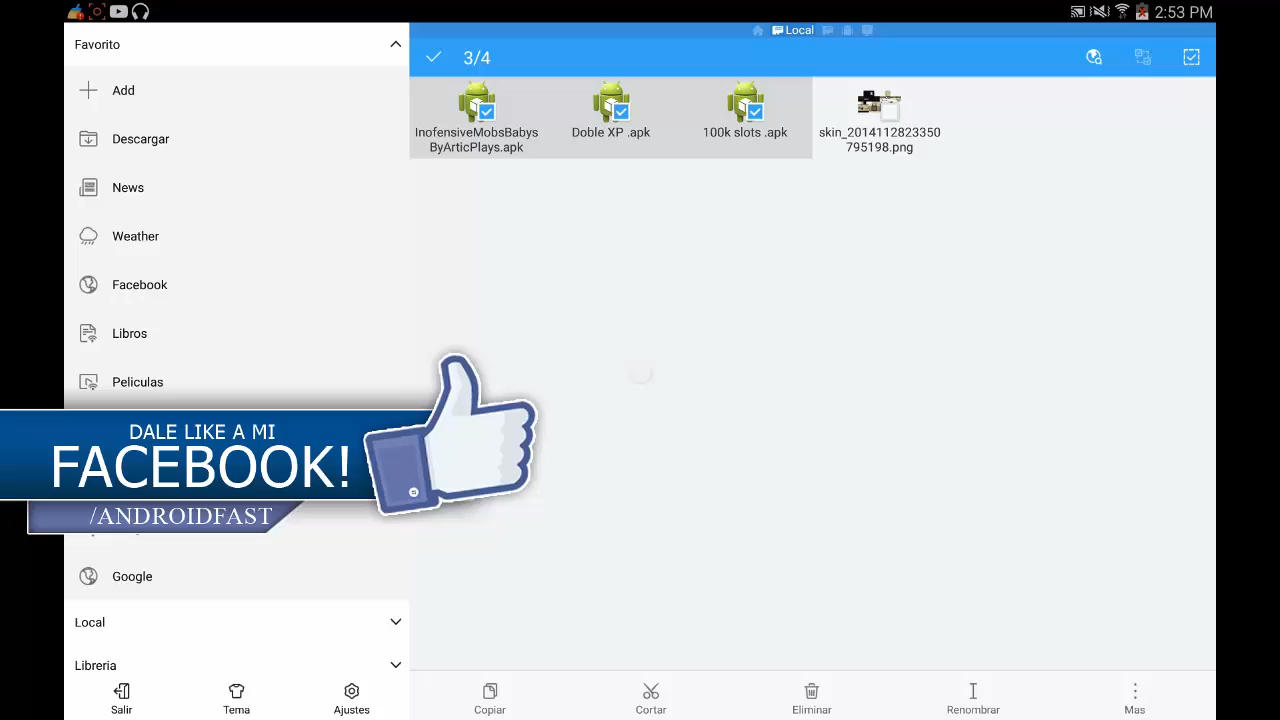 2:53 PM
Favorito
Add
Descargar
News
Weather
Facebook
Libros
Peliculas
Google
Local
Libreria
Salir
Tema
Ajustes
Local
3/4
InofensiveMobsBabys
ByArticPlays.apk
Doble XP .apk
100k slots .apk
skin_2014112823350
795198.png
DALE LIKE A MI
FACEBOOK!
/ANDROIDFAST
Copiar
Cortar
Eliminar
Renombrar
Mas